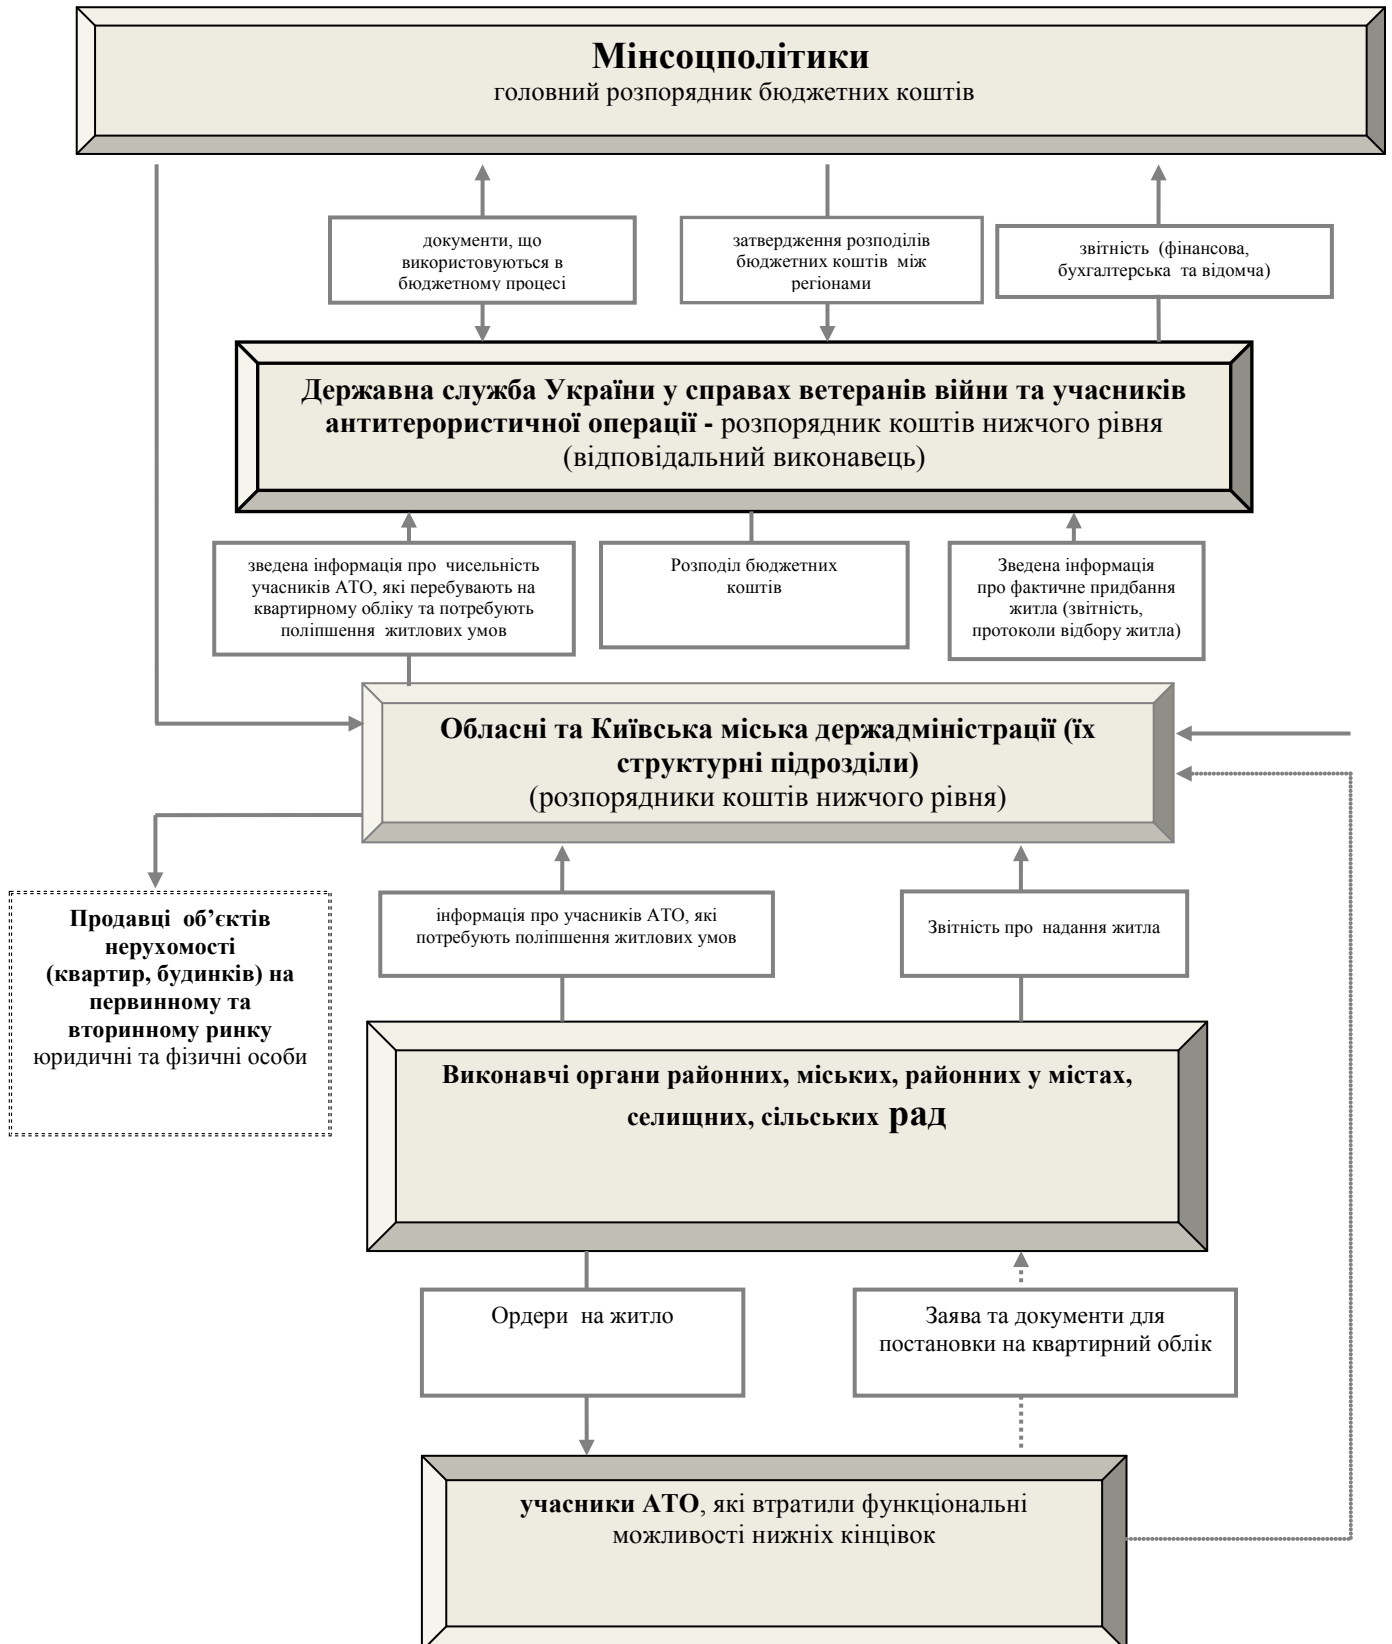 Мінсоцполітики
головний розпорядник бюджетних коштів
документи, що
використовуються в
бюджетному процесі
затвердження розподілів
бюджетних коштів між
регіонами
звітність (фінансова,
бухгалтерська та відомча)
Державна служба України у справах ветеранів війни та учасників
антитерористичної операції - розпорядник коштів нижчого рівня
(відповідальний виконавець)
зведена інформація про чисельність
учасників АТО, які перебувають на
квартирному обліку та потребують
поліпшення житлових умов
Розподіл бюджетних
коштів
Зведена інформація
про фактичне придбання
житла (звітність,
протоколи відбору житла)
Обласні та Київська міська держадміністрації (їх
структурні підрозділи)
(розпорядники коштів нижчого рівня)
Продавці об’єктів
нерухомості
(квартир, будинків) на
первинному та
вторинному ринку
юридичні та фізичні особи
інформація про учасників АТО, які
потребують поліпшення житлових умов
Звітність про надання житла
Виконавчі органи районних, міських, районних у містах,
селищних, сільських рад
Ордери на житло
Заява та документи для
постановки на квартирний облік
учасники АТО, які втратили функціональні
можливості нижніх кінцівок